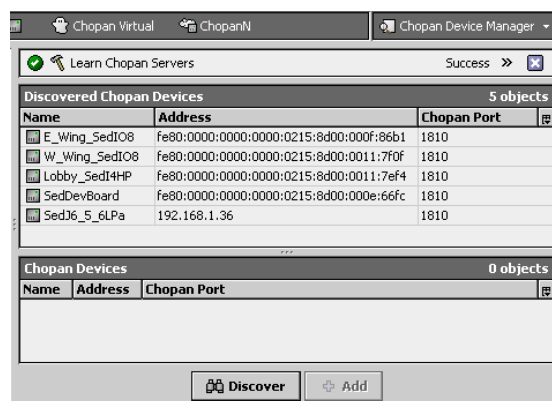 Chopan Virtual ChopanN Chopan Device Manager
Learn Chopan Servers Success »
Discovered Chopan Devices 5 objects
Name Address Chopan Port
E_Wing_SedIO8 fe80:0000:0000:0000:0215:8d00:000f:86b1 1810
W_Wing_SedIO8 fe80:0000:0000:0000:0215:8d00:0011:7f0f 1810
Lobby_SedI4HP fe80:0000:0000:0000:0215:8d00:0011:7ef4 1810
SedDevBoard fe80:0000:0000:0000:0215:8d00:000e:66fc 1810
SedJ6_5_6LPa 192.168.1.36 1810
Chopan Devices 0 objects
Name Address Chopan Port
Discover Add